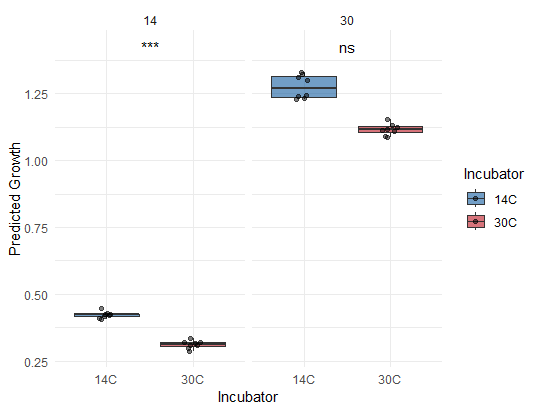 14 30
*** ns
1.25
1.00
0.75
0.50
0.25
Predicted Growth
14C 30C 14C 30C
Incubator
Incubator
14C
30C